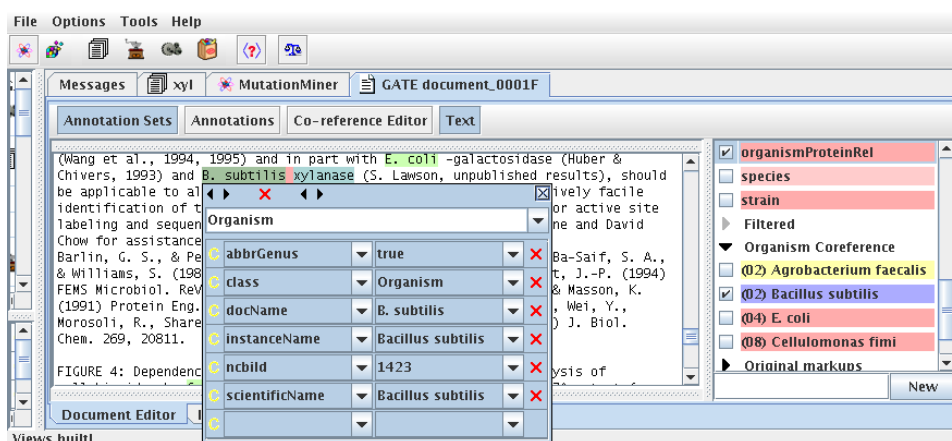 File Options Tools Help
Messages xyl MutationMiner GATE document_0001F
Annotation Sets Annotations Co-reference Editor Text
(Wang et al., 1994, 1995) and in part with E. coli -galactosidase (Huber &
Chivers, 1993) and B. subtilis xylanase (S. Lawson, unpublished results), should
be applicable to al ively facile
identification of t or active site
labeling and sequen ne and David
Chow for assistance
Barlin, G. S., & Pe Ba-Saif, S. A.,
& Williams, S. (198 t, J.-P. (1994)
FEMS Microbiol. ReV & Masson, K.
(1991) Protein Eng. , Wei, Y.,
Morosoli, R., Share ) J. Biol.
Chem. 269, 20811.
FIGURE 4: Dependenc ysis of
Organism
C abbrGenus true
C class Organism
C docName B. subtilis
C instanceName Bacillus subtilis
C ncbiId 1423
C scientificName Bacillus subtilis
C
organismProteinRel
species
strain
Filtered
Organism Coreference
(02) Agrobacterium faecalis
(02) Bacillus subtilis
(04) E. coli
(08) Cellulomonas fimi
Original markups
New
Document Editor
Views built!